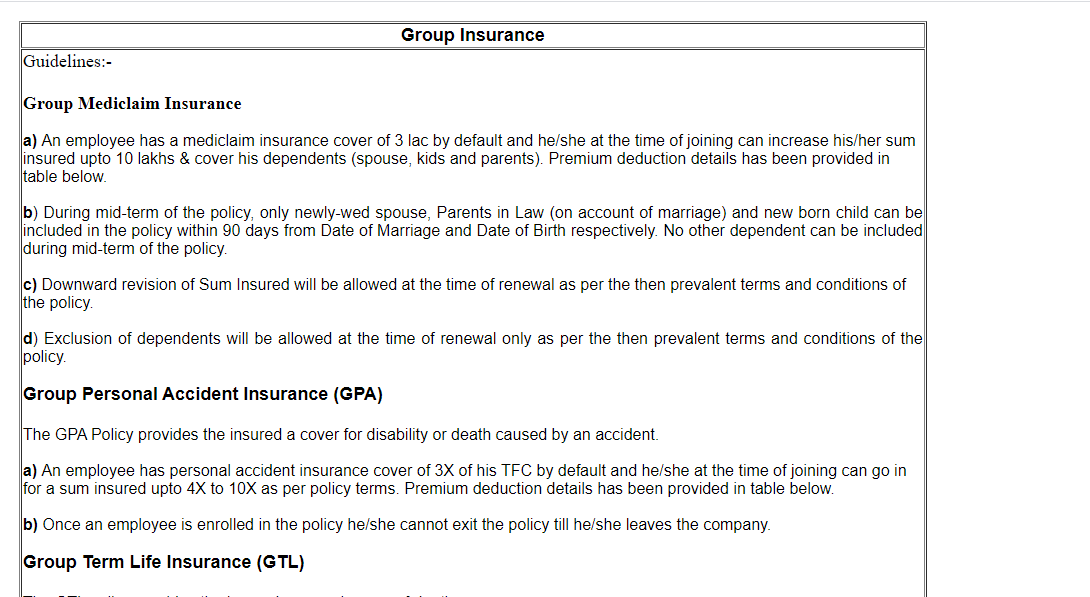 Group Insurance
Guidelines:-
Group Mediclaim Insurance
a) An employee has a mediclaim insurance cover of 3 lac by default and he/she at the time of joining can increase his/her sum
insured upto 10 lakhs & cover his dependents (spouse, kids and parents). Premium deduction details has been provided in
table below.
b) During mid-term of the policy, only newly-wed spouse, Parents in Law (on account of marriage) and new born child can be
included in the policy within 90 days from Date of Marriage and Date of Birth respectively. No other dependent can be included
during mid-term of the policy.
c) Downward revision of Sum Insured will be allowed at the time of renewal as per the then prevalent terms and conditions of
the policy.
d) Exclusion of dependents will be allowed at the time of renewal only as per the then prevalent terms and conditions of the
policy.
Group Personal Accident Insurance (GPA)
The GPA Policy provides the insured a cover for disability or death caused by an accident.
a) An employee has personal accident insurance cover of 3X of his TFC by default and he/she at the time of joining can go in
for a sum insured upto 4X to 10X as per policy terms. Premium deduction details has been provided in table below.
b) Once an employee is enrolled in the policy he/she cannot exit the policy till he/she leaves the company.
Group Term Life Insurance (GTL)